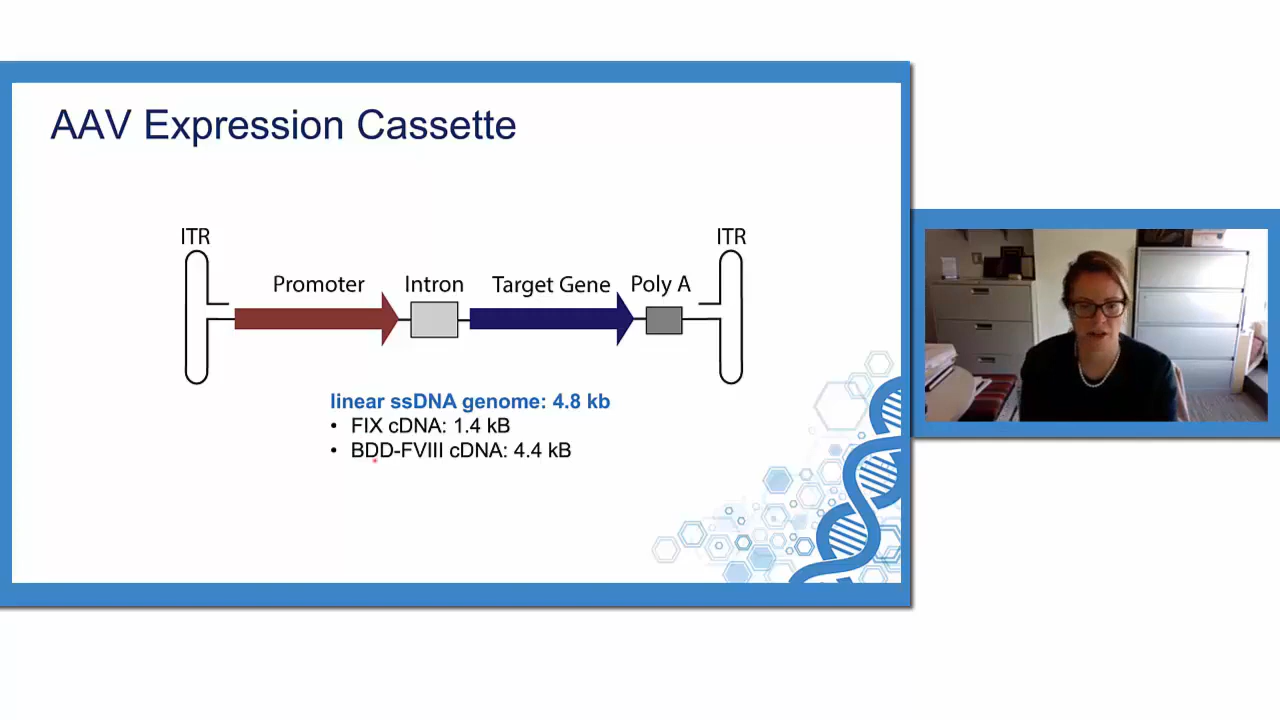 AAV Expression Cassette
ITR
ITR
Promoter
Intron
Target Gene
Poly A
linear ssDNA genome: 4.8 kb
• FIX cDNA: 1.4 kB
• BDD-FVIII cDNA: 4.4 kB